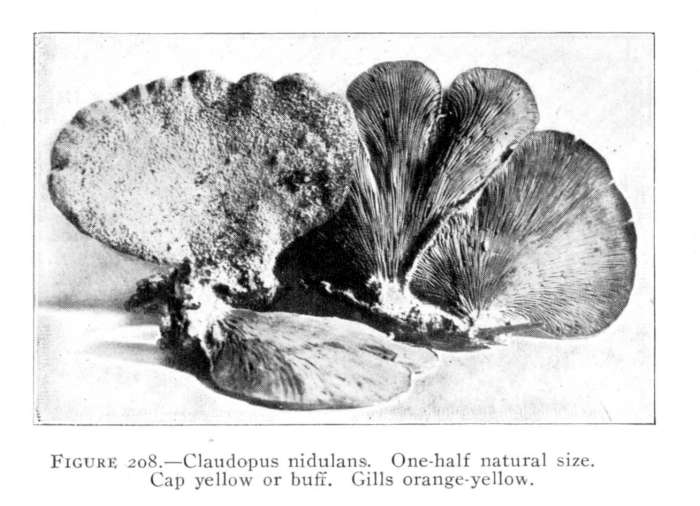 FIGURE 208.—Claudopus nidulans. One-half natural size.
Cap yellow or buff. Gills orange-yellow.